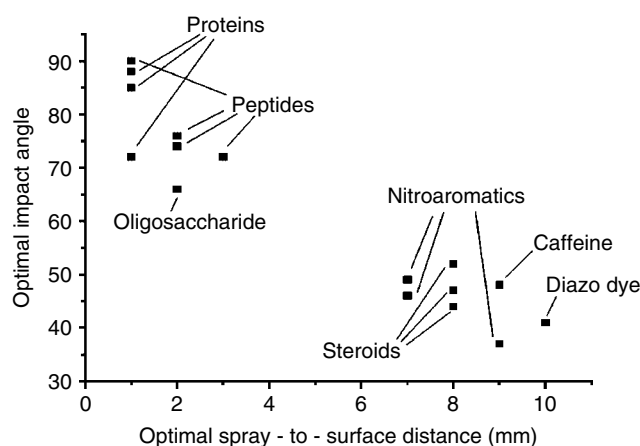 Proteins
90
80
70
60
50
40
30
Optimal impact angle
Peptides
Oligosaccharide
Nitroaromatics
Caffeine
Diazo dye
Steroids
0
2
4
6
8
10
Optimal spray - to - surface distance (mm)